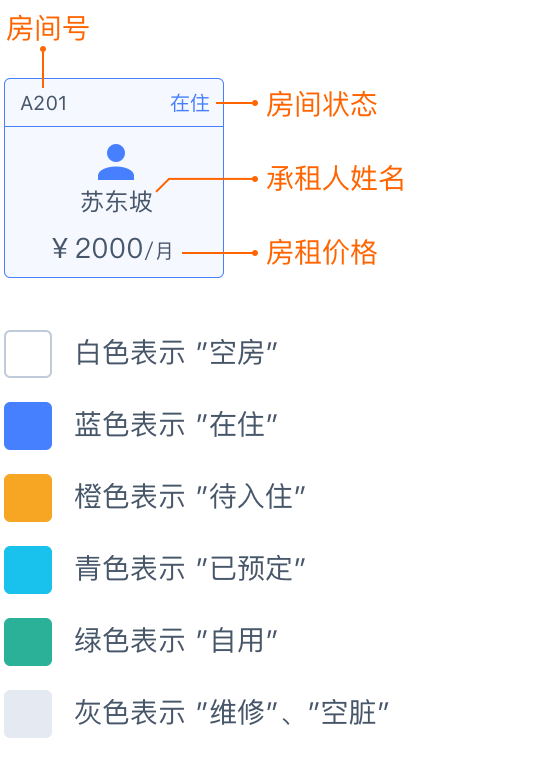 房间号
A201
在住
房间状态
苏东坡
承租人姓名
¥ 2000/月
房租价格
白色表示 "空房"
蓝色表示 "在住"
橙色表示 "待入住"
青色表示 "已预定"
绿色表示 "自用"
灰色表示 "维修"、"空脏"